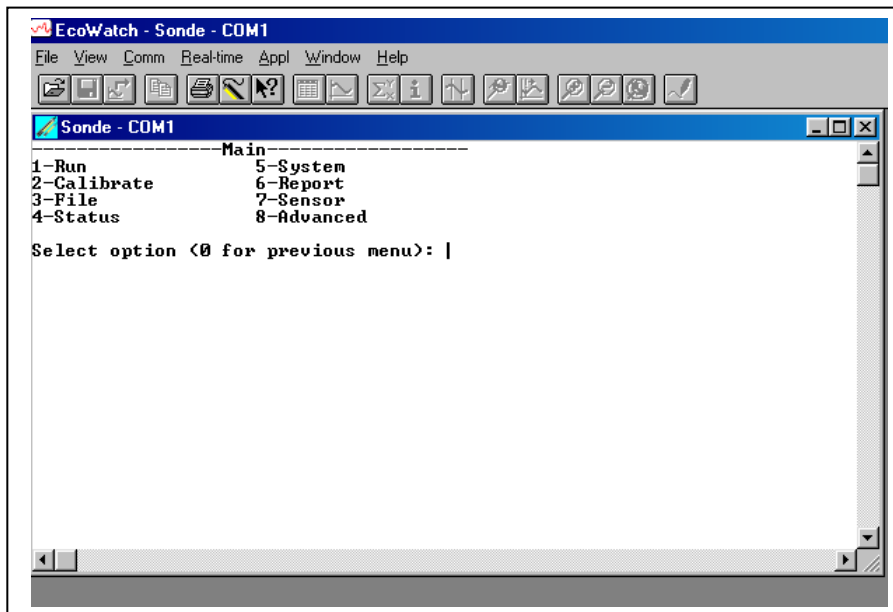 EcoWatch - Sonde - COM1
File View Comm Real-time Appl Window Help
Sonde - COM1
------------------Main-------------------
1-Run 5-System
2-Calibrate 6-Report
3-File 7-Sensor
4-Status 8-Advanced
Select option (0 for previous menu):